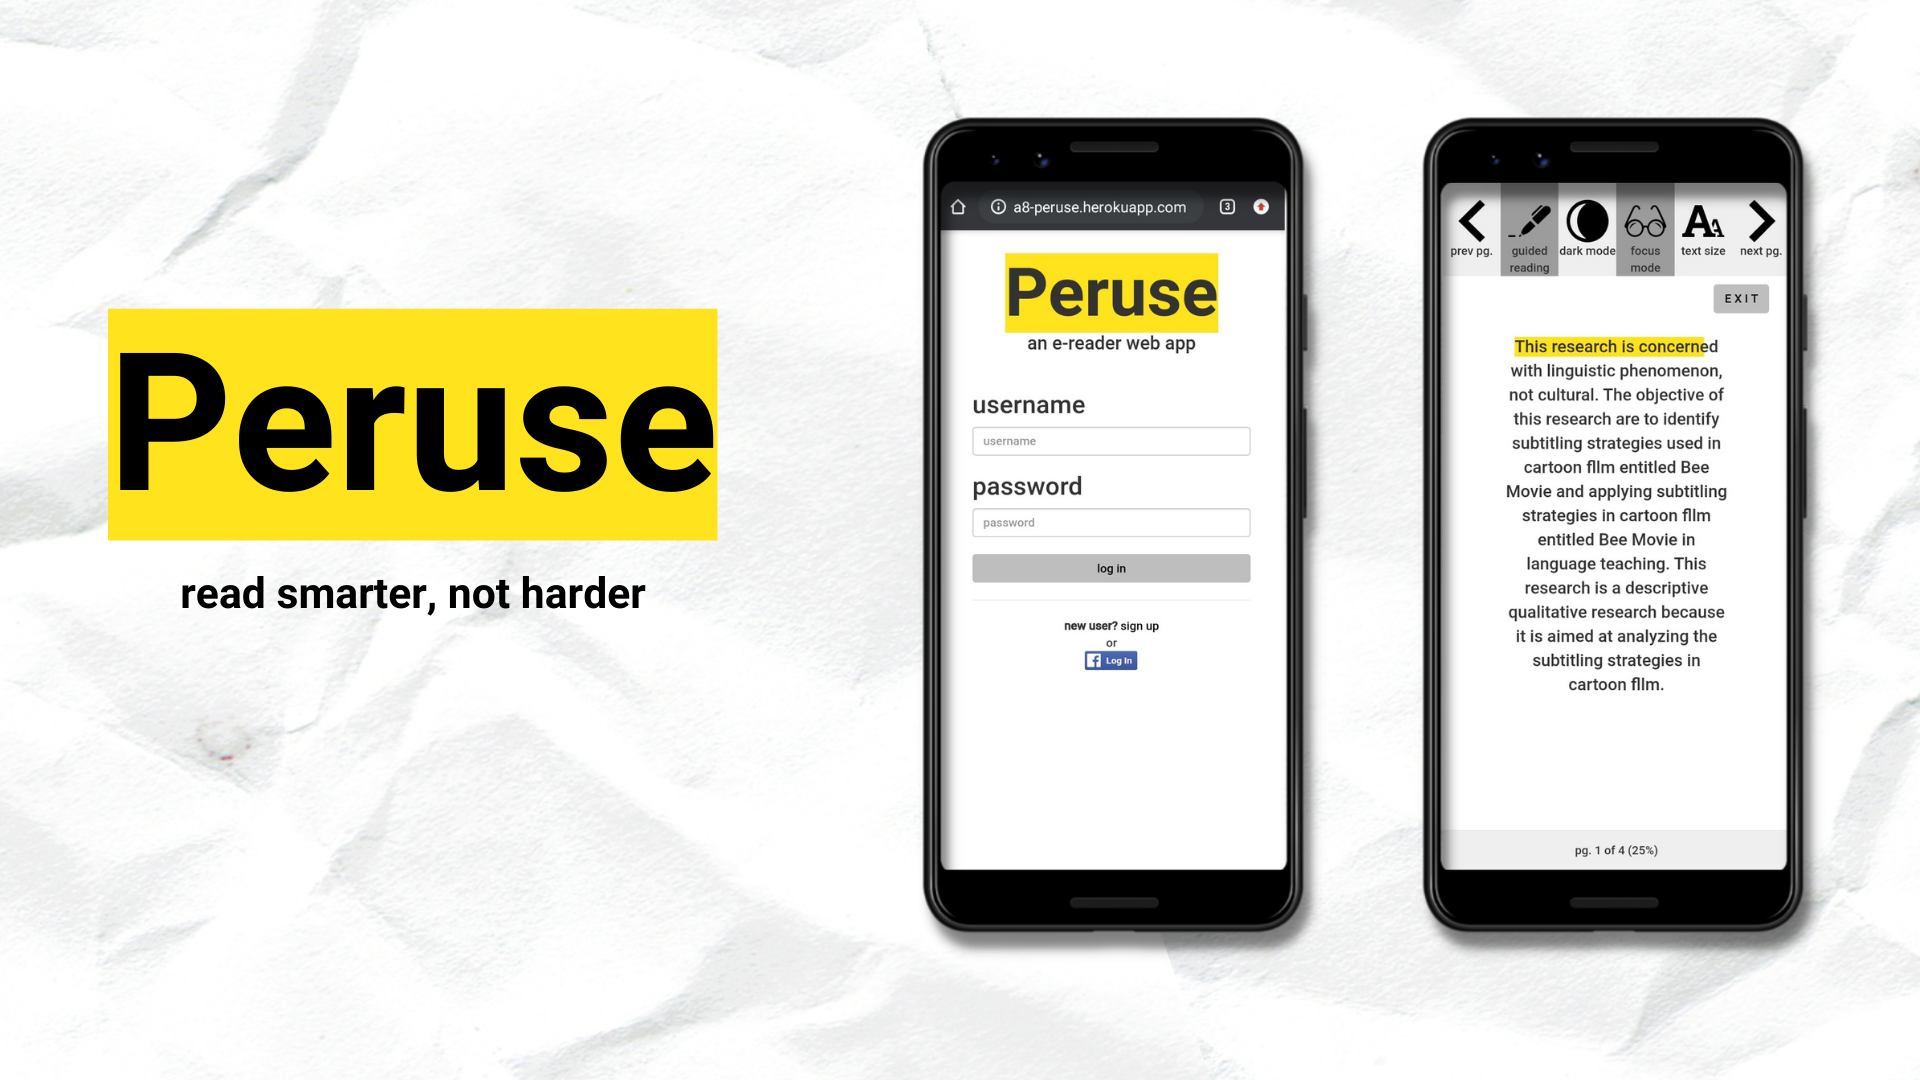 Peruse
read smarter, not harder
a8-peruse.herokuapp.com
3
Peruse
an e-reader web app
username
username
password
password
log in
new user? sign up
or
f Log In
prev pg.
guided
reading
dark mode
focus
mode
AA
text size
next pg.
EXIT
This research is concerned
with linguistic phenomenon,
not cultural. The objective of
this research are to identify
subtitling strategies used in
cartoon film entitled Bee
Movie and applying subtitling
strategies in cartoon film
entitled Bee Movie in
language teaching. This
research is a descriptive
qualitative research because
it is aimed at analyzing the
subtitling strategies in
cartoon film.
pg. 1 of 4 (25%)